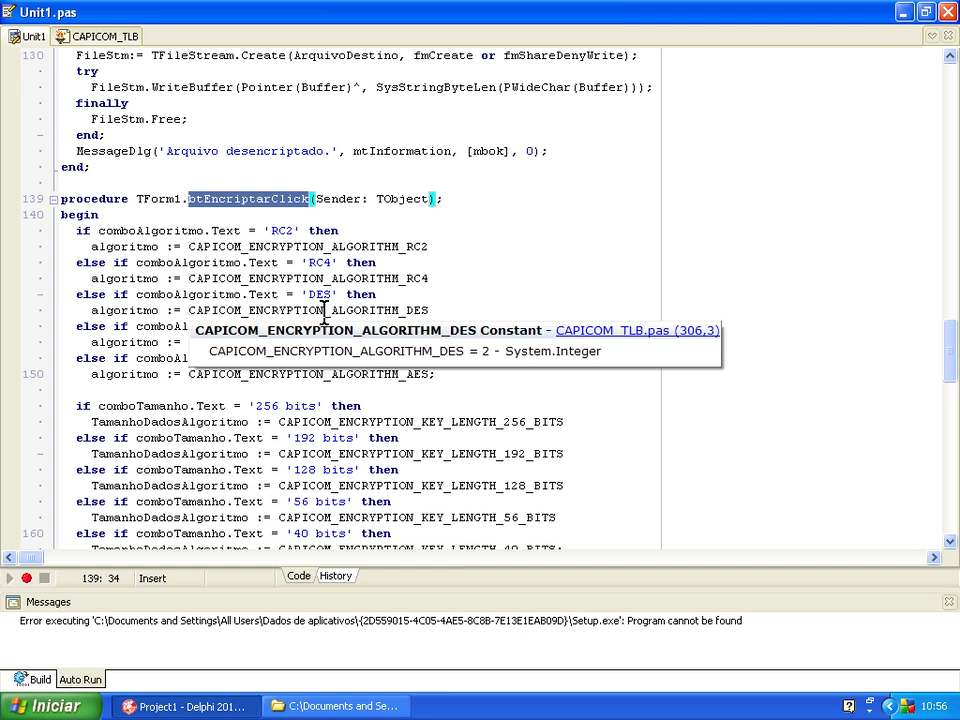 Unit1.pas
Unit1
CAPICOM_TLB
130 FileStm:= TFileStream.Create(ArquivoDestino, fmCreate or fmShareDenyWrite);
try
FileStm.WriteBuffer(Pointer(Buffer)^, SysStringByteLen(PWideChar(Buffer)));
finally
FileStm.Free;
end;
MessageDlg('Arquivo desencriptado.', mtInformation, [mbok], 0);
end;
139 procedure TForm1.btEncriptarClick(Sender: TObject);
140 begin
if comboAlgoritmo.Text = 'RC2' then
algoritmo := CAPICOM_ENCRYPTION_ALGORITHM_RC2
else if comboAlgoritmo.Text = 'RC4' then
algoritmo := CAPICOM_ENCRYPTION_ALGORITHM_RC4
else if comboAlgoritmo.Text = 'DES' then
algoritmo := CAPICOM_ENCRYPTION_ALGORITHM_DES
else if comboA
CAPICOM_ENCRYPTION_ALGORITHM_DES Constant - CAPICOM_TLB.pas (306,3)
algoritm
CAPICOM_ENCRYPTION_ALGORITHM_DES = 2 - System.Integer
else if comboA
150 algoritmo := CAPICOM_ENCRYPTION_ALGORITHM_AES;
if comboTamanho.Text = '256 bits' then
TamanhoDadosAlgoritmo := CAPICOM_ENCRYPTION_KEY_LENGTH_256_BITS
else if comboTamanho.Text = '192 bits' then
TamanhoDadosAlgoritmo := CAPICOM_ENCRYPTION_KEY_LENGTH_192_BITS
else if comboTamanho.Text = '128 bits' then
TamanhoDadosAlgoritmo := CAPICOM_ENCRYPTION_KEY_LENGTH_128_BITS
else if comboTamanho.Text = '56 bits' then
TamanhoDadosAlgoritmo := CAPICOM_ENCRYPTION_KEY_LENGTH_56_BITS
160 else if comboTamanho.Text = '40 bits' then
TamanhoDadosAlgoritmo := CAPICOM_ENCRYPTION_KEY_LENGTH_40_BITS;
139: 34 Insert Code History
Messages
Error executing 'C:\Documents and Settings\All Users\Dados de aplicativos\{2D559015-4C05-4AE5-8C8B-7E13E1EAB09D}\Setup.exe': Program cannot be found
Build Auto Run
Iniciar Project1 - Delphi 201... C:\Documents and Se... 10:56